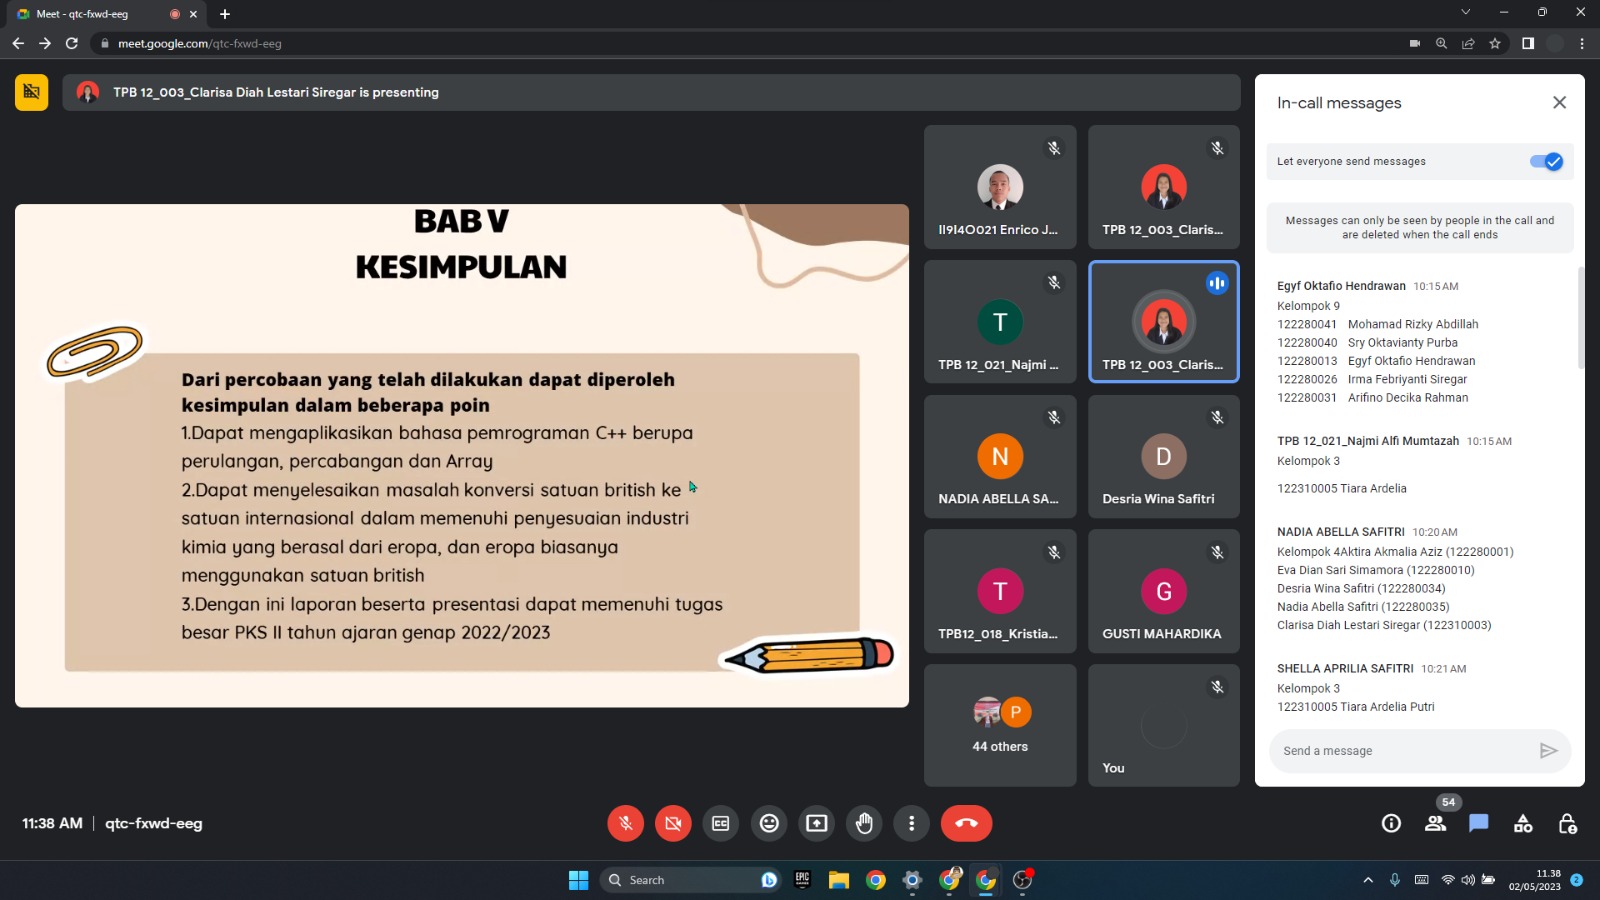 Meet - qtc-fxwd-eeg
meet.google.com/qtc-fxwd-eeg
TPB 12_003_Clarisa Diah Lestari Siregar is presenting
BAB V
KESIMPULAN
Dari percobaan yang telah dilakukan dapat diperoleh
kesimpulan dalam beberapa poin
1.Dapat mengaplikasikan bahasa pemrograman C++ berupa
perulangan, percabangan dan Array
2.Dapat menyelesaikan masalah konversi satuan british ke
satuan internasional dalam memenuhi penyesuaian industri
kimia yang berasal dari eropa, dan eropa biasanya
menggunakan satuan british
3.Dengan ini laporan beserta presentasi dapat memenuhi tugas
besar PKS II tahun ajaran genap 2022/2023
II9I4O021 Enrico J...
TPB 12_003_Claris...
T
TPB 12_021_Najmi ...
TPB 12_003_Claris...
N
NADIA ABELLA SA...
D
Desria Wina Safitri
T
TPB12_018_Kristia...
G
GUSTI MAHARDIKA
P
44 others
You
In-call messages
Let everyone send messages
Messages can only be seen by people in the call and
are deleted when the call ends
Egyf Oktafio Hendrawan 10:15 AM
Kelompok 9
122280041 Mohamad Rizky Abdillah
122280040 Sry Oktavianty Purba
122280013 Egyf Oktafio Hendrawan
122280026 Irma Febriyanti Siregar
122280031 Arifino Decika Rahman
TPB 12_021_Najmi Alfi Mumtazah 10:15 AM
Kelompok 3
122310005 Tiara Ardelia
NADIA ABELLA SAFITRI 10:20 AM
Kelompok 4Aktira Akmalia Aziz (122280001)
Eva Dian Sari Simamora (122280010)
Desria Wina Safitri (122280034)
Nadia Abella Safitri (122280035)
Clarisa Diah Lestari Siregar (122310003)
SHELLA APRILIA SAFITRI 10:21 AM
Kelompok 3
122310005 Tiara Ardelia Putri
Send a message
11:38 AM | qtc-fxwd-eeg
CC
54
Search
EPIC
GAMES
11.38
02/05/2023
2